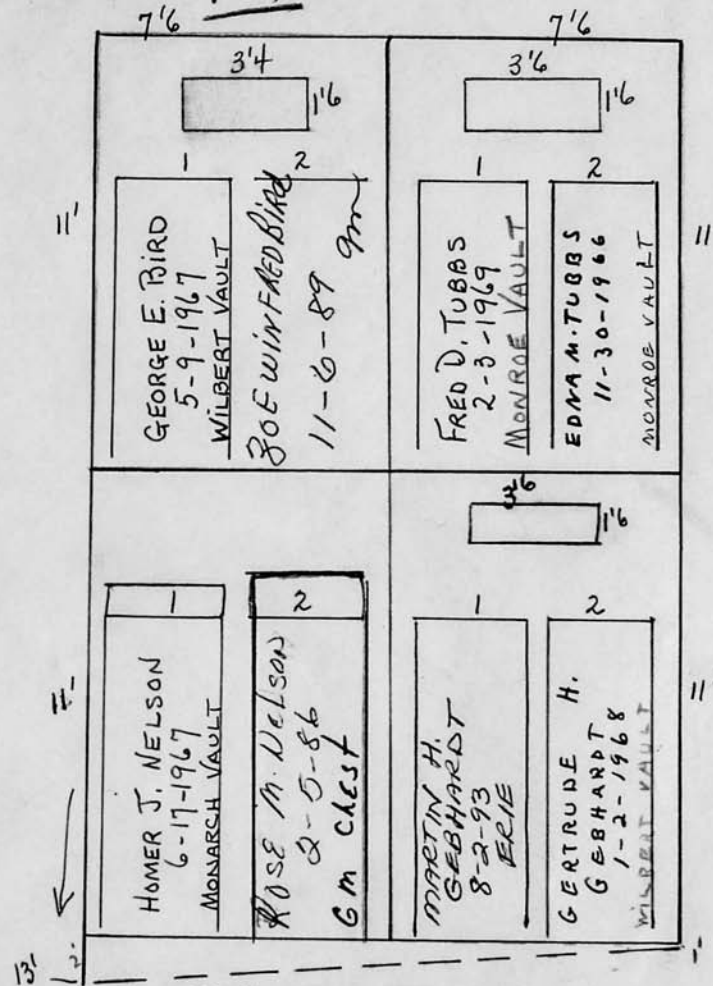 7'6
7'6
3'4
1'6
3'6
1'6
11'
11
1
GEORGE E. BIRD
5-9-1967
WILBERT VAULT
2
ZOE WINFRED BIRD
11-6-89
1
FRED D. TUBBS
2-3-1969
MONROE VAULT
2
EDNA M. TUBBS
11-30-1966
MONROE VAULT
3'6
1'6
11'
11
1
HOMER J. NELSON
6-17-1967
MONARCH VAULT
2
ROSE M. NELSON
2-5-86
GM CHEST
1
MARTIN H.
GEBHARDT
8-2-93
ERIE
2
GERTRUDE H.
GEBHARDT
1-2-1968
WILBERT VAULT
13'
2'
1'